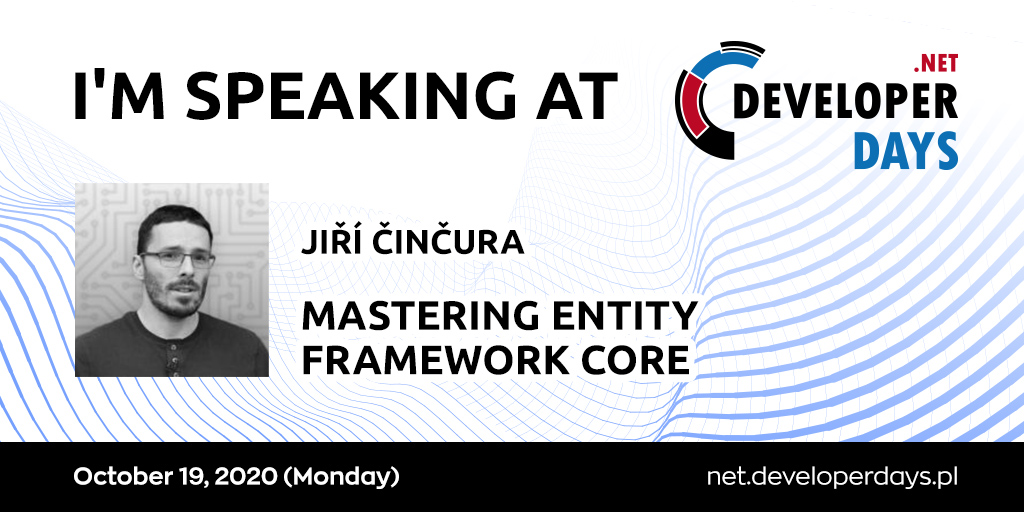 I'M SPEAKING AT
.NET
DEVELOPER
DAYS
JIŘÍ ČINČURA
MASTERING ENTITY
FRAMEWORK CORE
October 19, 2020 (Monday)
net.developerdays.pl